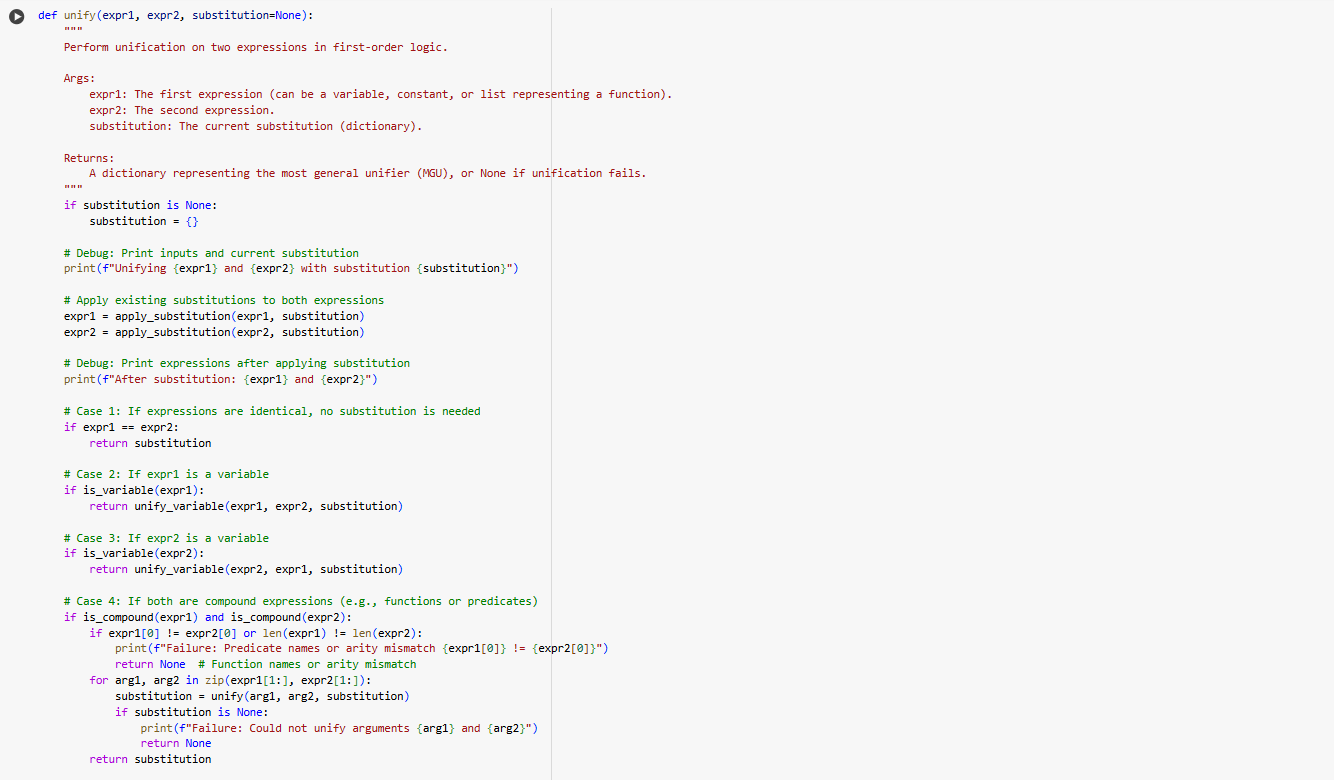 def unify(expr1, expr2, substitution=None):
    """
    Perform unification on two expressions in first-order logic.

    Args:
        expr1: The first expression (can be a variable, constant, or list representing a function).
        expr2: The second expression.
        substitution: The current substitution (dictionary).

    Returns:
        A dictionary representing the most general unifier (MGU), or None if unification fails.
    """
    if substitution is None:
        substitution = {}

    # Debug: Print inputs and current substitution
    print(f"Unifying {expr1} and {expr2} with substitution {substitution}")

    # Apply existing substitutions to both expressions
    expr1 = apply_substitution(expr1, substitution)
    expr2 = apply_substitution(expr2, substitution)

    # Debug: Print expressions after applying substitution
    print(f"After substitution: {expr1} and {expr2}")

    # Case 1: If expressions are identical, no substitution is needed
    if expr1 == expr2:
        return substitution

    # Case 2: If expr1 is a variable
    if is_variable(expr1):
        return unify_variable(expr1, expr2, substitution)

    # Case 3: If expr2 is a variable
    if is_variable(expr2):
        return unify_variable(expr2, expr1, substitution)

    # Case 4: If both are compound expressions (e.g., functions or predicates)
    if is_compound(expr1) and is_compound(expr2):
        if expr1[0] != expr2[0] or len(expr1) != len(expr2):
            print(f"Failure: Predicate names or arity mismatch {expr1[0]} != {expr2[0]}")
            return None  # Function names or arity mismatch
        for arg1, arg2 in zip(expr1[1:], expr2[1:]):
            substitution = unify(arg1, arg2, substitution)
            if substitution is None:
                print(f"Failure: Could not unify arguments {arg1} and {arg2}")
                return None
        return substitution